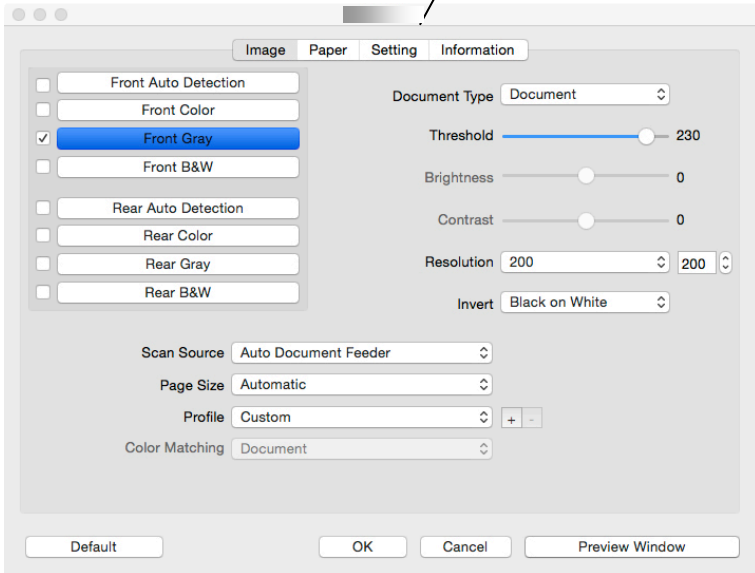 Image Paper Setting Information
Front Auto Detection
Front Color
Front Gray
Front B&W
Rear Auto Detection
Rear Color
Rear Gray
Rear B&W
Document Type Document
Threshold 230
Brightness 0
Contrast 0
Resolution 200 200
Invert Black on White
Scan Source Auto Document Feeder
Page Size Automatic
Profile Custom + -
Color Matching Document
Default OK Cancel Preview Window